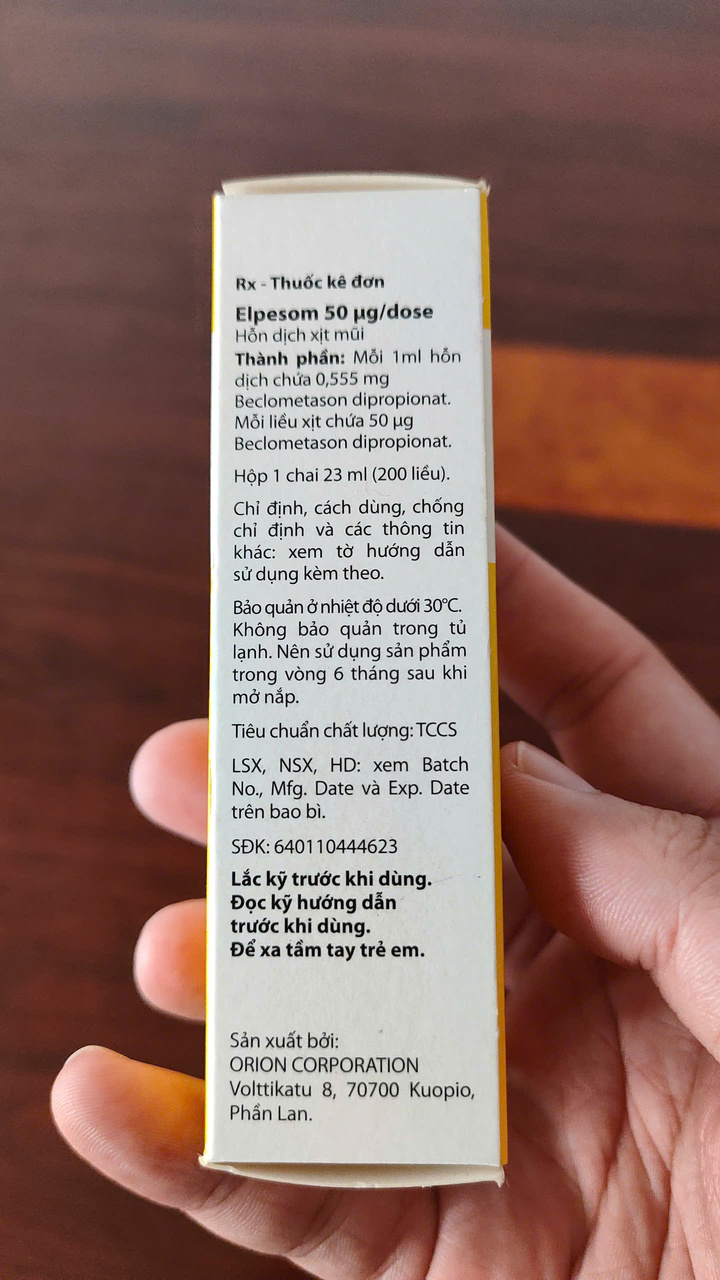 Rx - Thuốc kê đơn
Elpesom 50 µg/dose
Hỗn dịch xịt mũi
Thành phần: Mỗi 1ml hỗn
dịch chứa 0,555 mg
Beclometason dipropionat.
Mỗi liều xịt chứa 50 µg
Beclometason dipropionat.
Hộp 1 chai 23 ml (200 liều).
Chỉ định, cách dùng, chống
chỉ định và các thông tin
khác: xem tờ hướng dẫn
sử dụng kèm theo.
Bảo quản ở nhiệt độ dưới 30°C.
Không bảo quản trong tủ
lạnh. Nên sử dụng sản phẩm
trong vòng 6 tháng sau khi
mở nắp.
Tiêu chuẩn chất lượng: TCCS
LSX, NSX, HD: xem Batch
No., Mfg. Date và Exp. Date
trên bao bì.
SĐK: 640110444623
Lắc kỹ trước khi dùng.
Đọc kỹ hướng dẫn
trước khi dùng.
Để xa tầm tay trẻ em.
Sản xuất bởi:
ORION CORPORATION
Volttikatu 8, 70700 Kuopio,
Phần Lan.